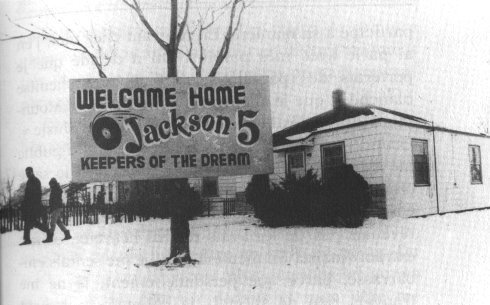 WELCOME HOME
Jackson 5
KEEPERS OF THE DREAM